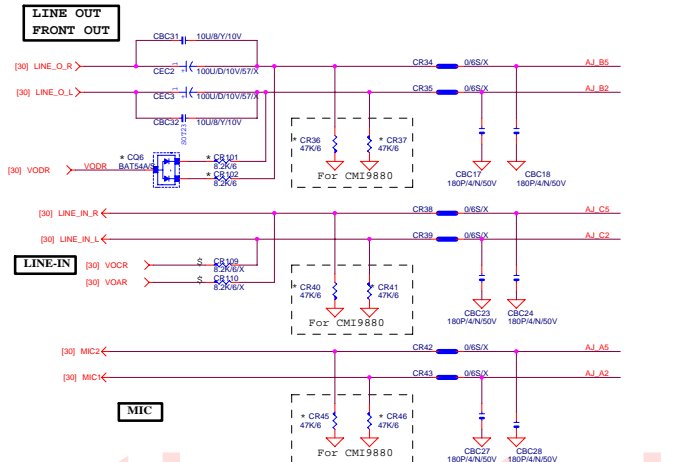 LINE OUT
FRONT OUT
CBC31 10U/8/Y/10V
[30] LINE_O_R
CEC2 100U/D/10V/57/X
CR34 0/6S/X AJ_B5
[30] LINE_O_L
CEC3 100U/D/10V/57/X
CR35 0/6S/X AJ_B2
CBC32 10U/8/Y/10V
SOT23
* CQ6
BAT54A/S
[30] VODR VODR
* CR101
8.2K/6
* CR102
8.2K/6
* CR36
47K/6
* CR37
47K/6
For CMI9880
CBC17
180P/4/N/50V
CBC18
180P/4/N/50V
[30] LINE_IN_R CR38 0/6S/X AJ_C5
[30] LINE_IN_L CR39 0/6S/X AJ_C2
LINE-IN
[30] VOCR $ CR109
8.2K/6/X
[30] VOAR $ CR110
8.2K/6/X
* CR40
47K/6
* CR41
47K/6
For CMI9880
CBC23
180P/4/N/50V
CBC24
180P/4/N/50V
[30] MIC2 CR42 0/6S/X AJ_A5
[30] MIC1 CR43 0/6S/X AJ_A2
MIC
* CR45
47K/6
* CR46
47K/6
For CMI9880
CBC27
180P/4/N/50V
CBC28
180P/4/N/50V